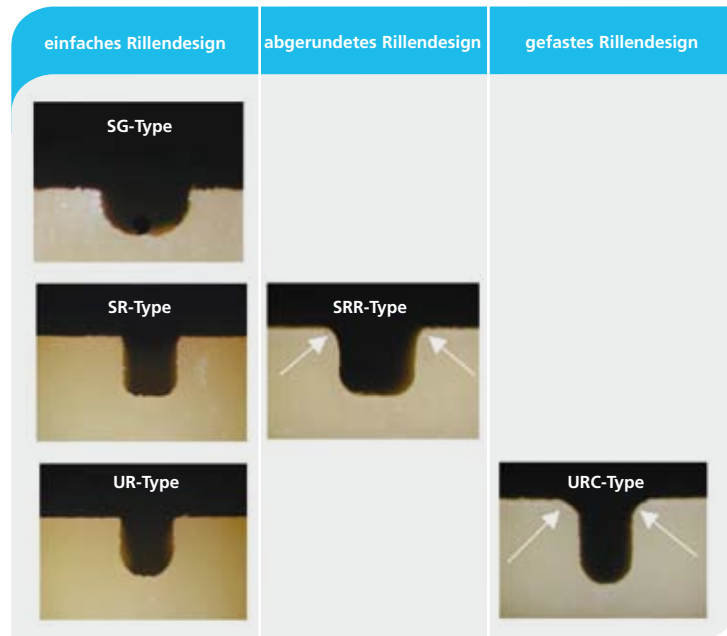 einfaches Rillendesign
abgerundetes Rillendesign
gefastes Rillendesign
SG-Type
SR-Type
SRR-Type
UR-Type
URC-Type